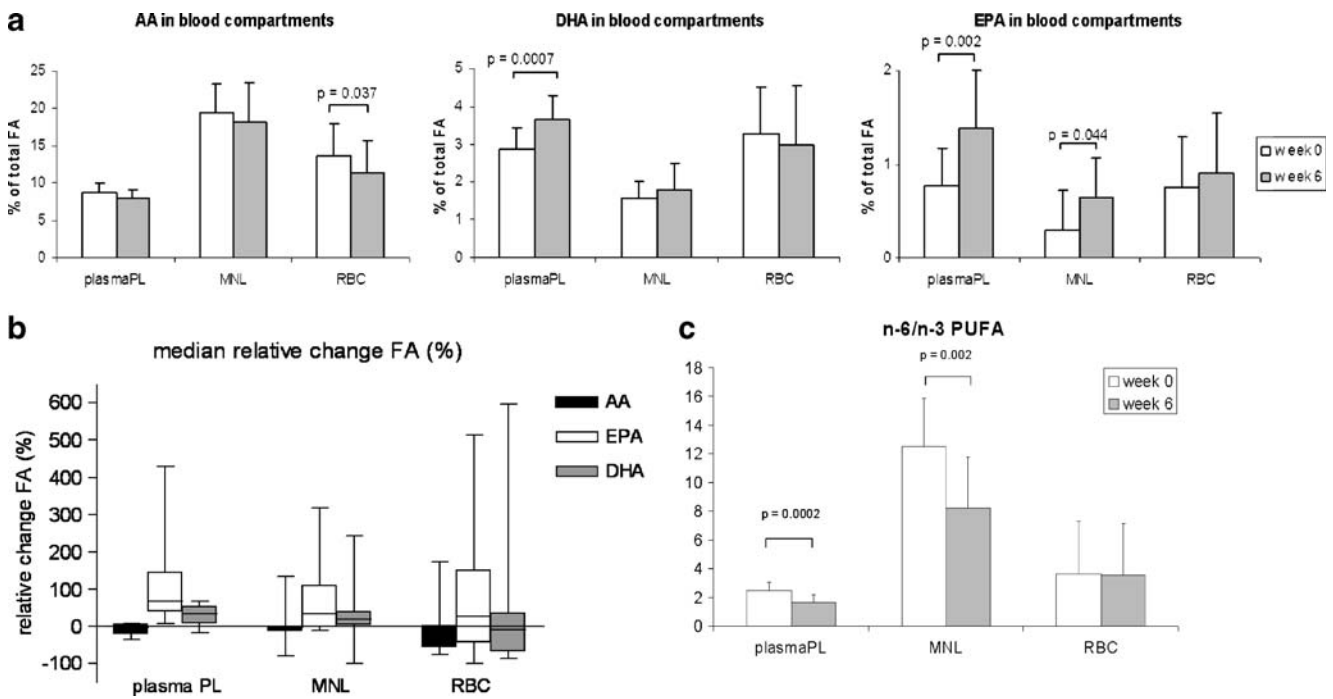 a
AA in blood compartments
% of total FA
25
20
15
10
5
0
p = 0.037
plasmaPL MNL RBC
DHA in blood compartments
% of total FA
5
4
3
2
1
0
p = 0.0007
plasmaPL MNL RBC
EPA in blood compartments
% of total FA
2
1
0
p = 0.002
p = 0.044
plasmaPL MNL RBC
week 0
week 6
b
median relative change FA (%)
relative change FA (%)
600
500
400
300
200
100
0
-100
AA
EPA
DHA
plasma PL MNL RBC
c
n-6/n-3 PUFA
18
16
14
12
10
8
6
4
2
0
p = 0.002
p = 0.0002
week 0
week 6
plasmaPL MNL RBC